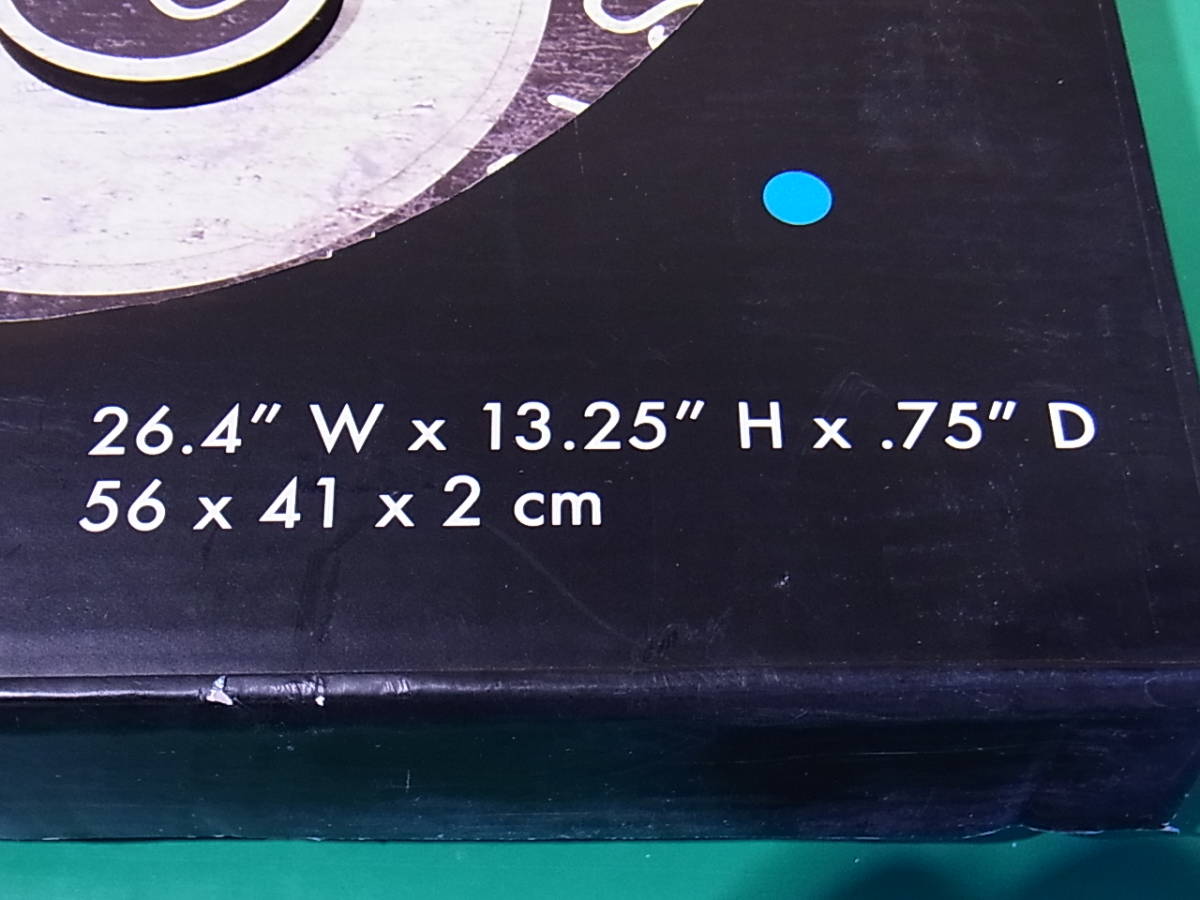 26.4″ W x 13.25″ H x .75″ D
56 x 41 x 2 cm